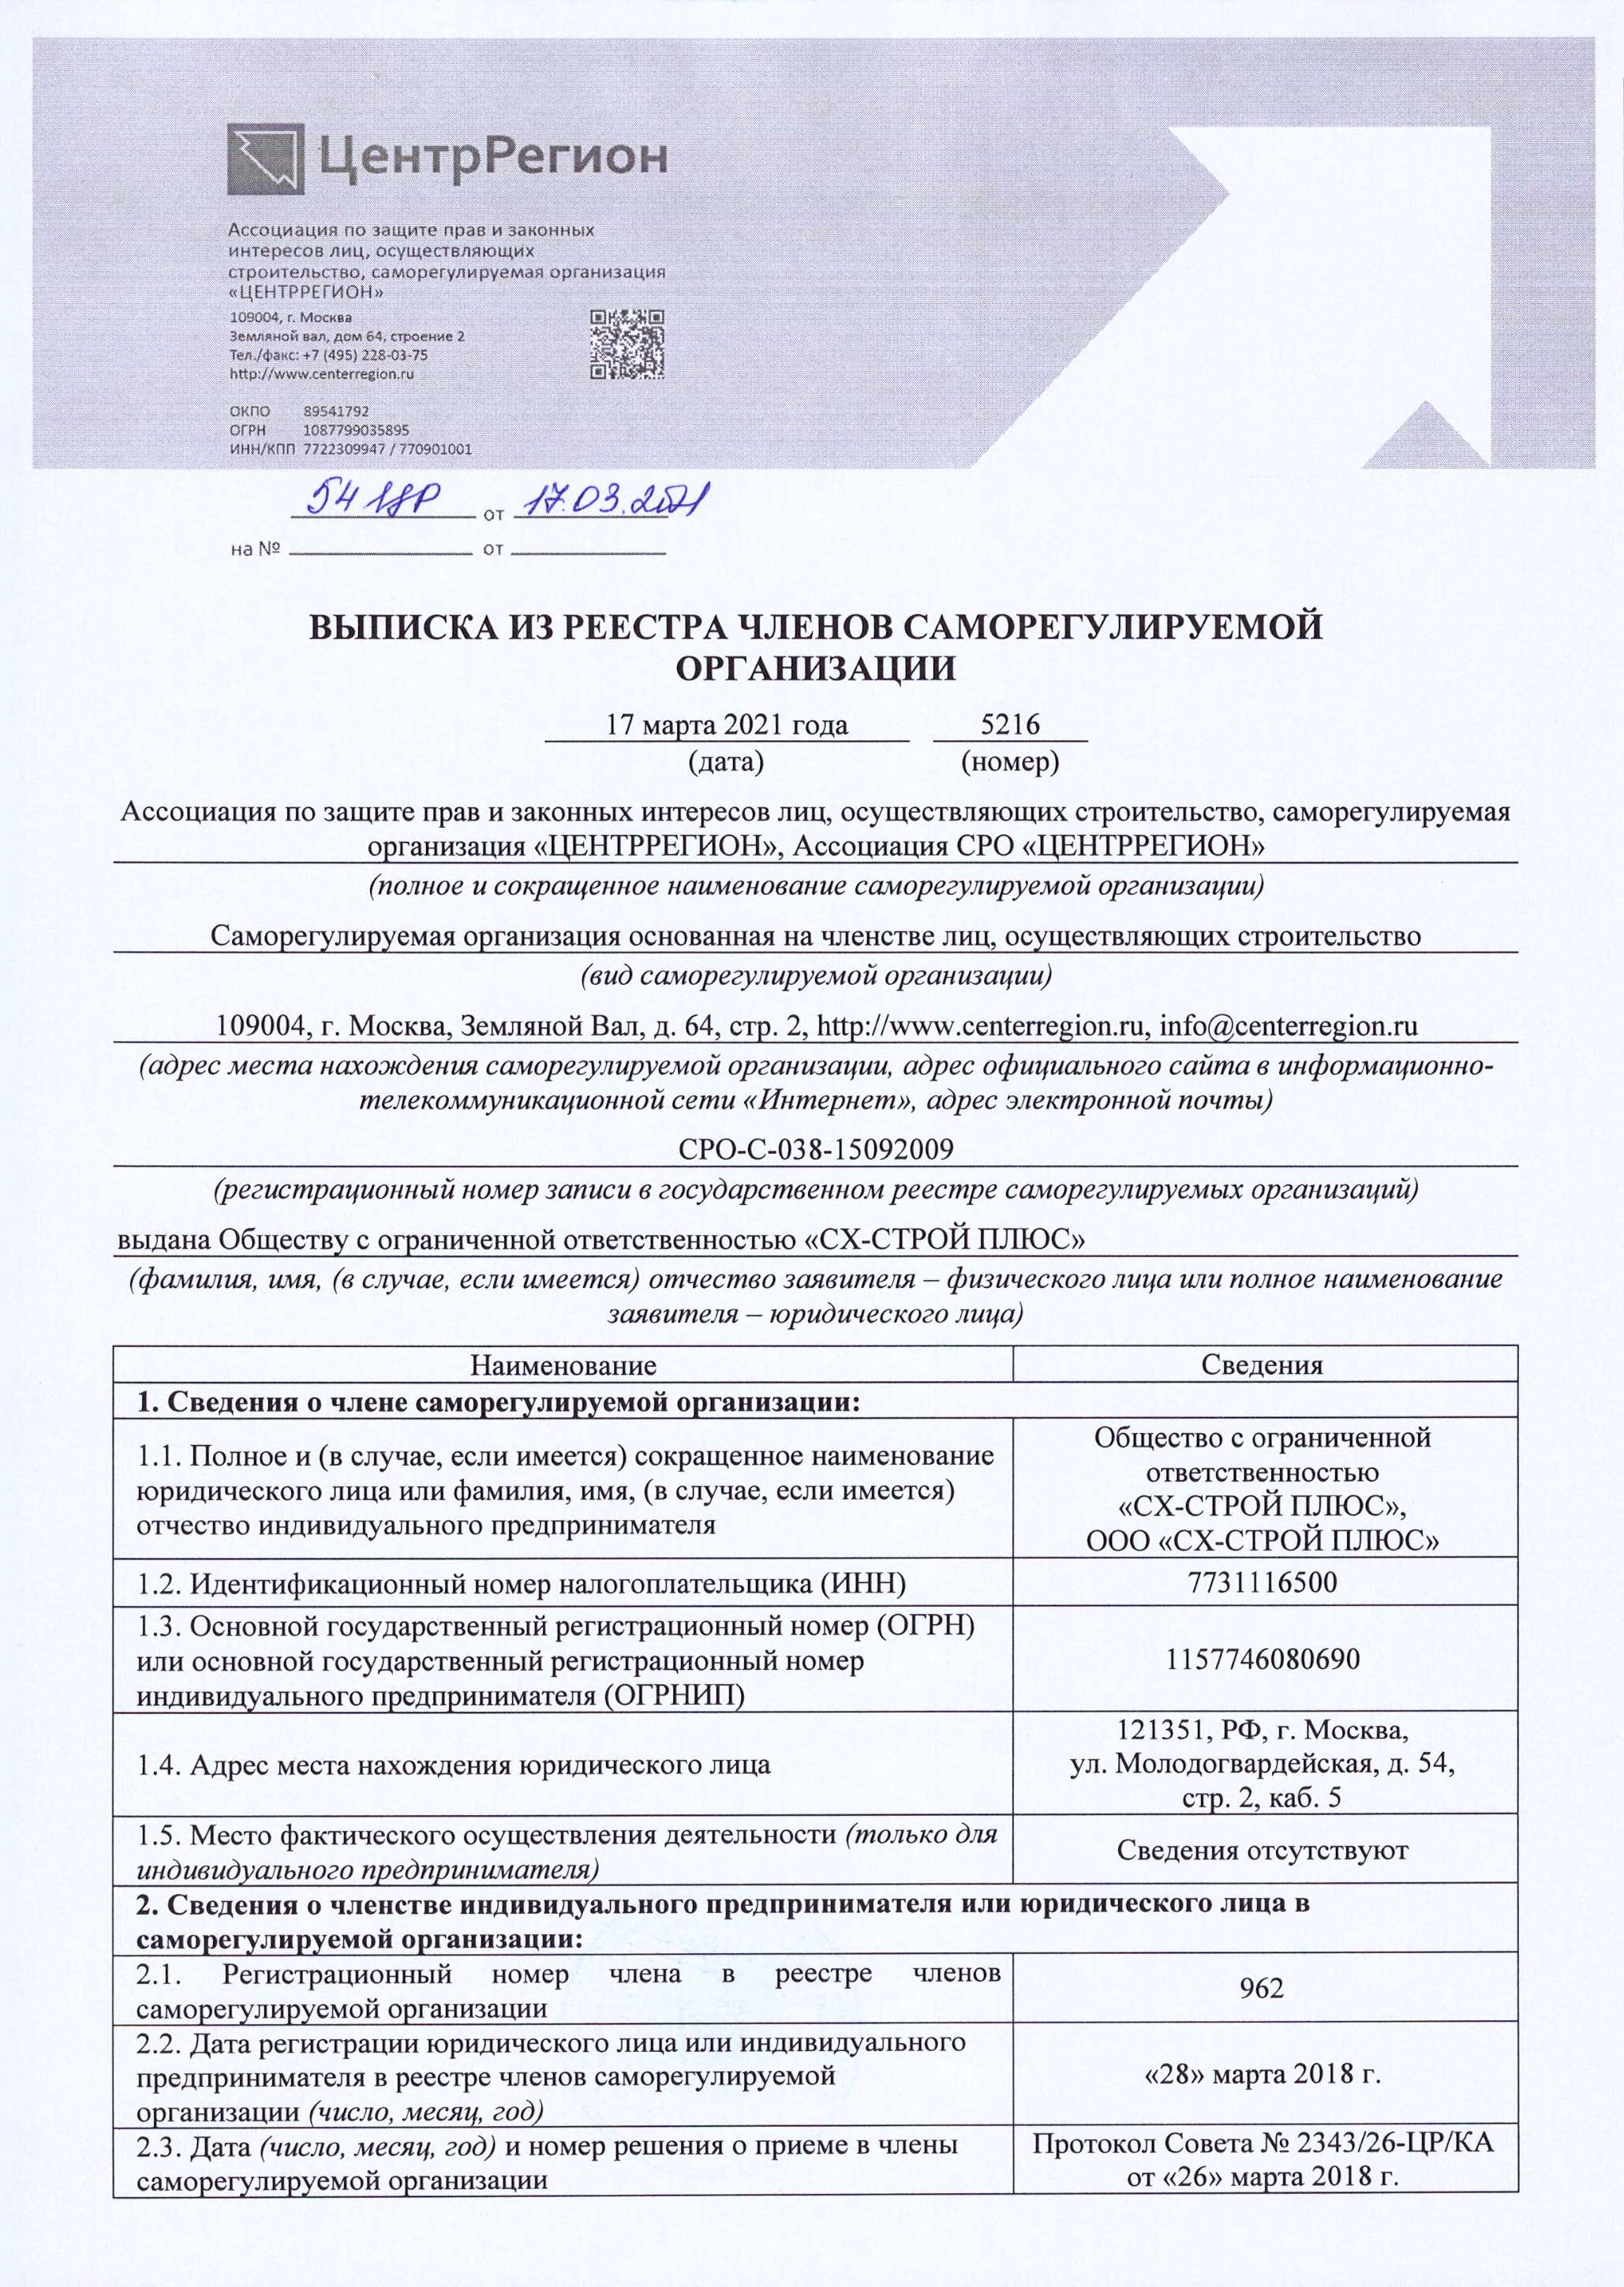 ЦентрРегион
Ассоциация по защите прав и законных
интересов лиц, осуществляющих
строительство, саморегулируемая организация
«ЦЕНТРРЕГИОН»
109004, г. Москва
Земляной вал, дом 64, строение 2
Тел./факс: +7 (495) 228-03-75
http://www.centerregion.ru
ОКПО 89541792
ОГРН 1087799035895
ИНН/КПП 7722309947 / 770901001
от 17.03.2021
на № от
ВЫПИСКА ИЗ РЕЕСТРА ЧЛЕНОВ САМОРЕГУЛИРУЕМОЙ
ОРГАНИЗАЦИИ
17 марта 2021 года 5216
(дата) (номер)
Ассоциация по защите прав и законных интересов лиц, осуществляющих строительство, саморегулируемая
организация «ЦЕНТРРЕГИОН», Ассоциация СРО «ЦЕНТРРЕГИОН»
(полное и сокращенное наименование саморегулируемой организации)
Саморегулируемая организация основанная на членстве лиц, осуществляющих строительство
(вид саморегулируемой организации)
109004, г. Москва, Земляной Вал, д. 64, стр. 2, http://www.centerregion.ru, info@centerregion.ru
(адрес места нахождения саморегулируемой организации, адрес официального сайта в информационно-
телекоммуникационной сети «Интернет», адрес электронной почты)
СРО-С-038-15092009
(регистрационный номер записи в государственном реестре саморегулируемых организаций)
выдана Обществу с ограниченной ответственностью «СХ-СТРОЙ ПЛЮС»
(фамилия, имя, (в случае, если имеется) отчество заявителя – физического лица или полное наименование
заявителя – юридического лица)
Наименование Сведения
1. Сведения о члене саморегулируемой организации:
1.1. Полное и (в случае, если имеется) сокращенное наименование
юридического лица или фамилия, имя, (в случае, если имеется)
отчество индивидуального предпринимателя
Общество с ограниченной
ответственностью
«СХ-СТРОЙ ПЛЮС»,
ООО «СХ-СТРОЙ ПЛЮС»
1.2. Идентификационный номер налогоплательщика (ИНН) 7731116500
1.3. Основной государственный регистрационный номер (ОГРН)
или основной государственный регистрационный номер
индивидуального предпринимателя (ОГРНИП)
1157746080690
1.4. Адрес места нахождения юридического лица
121351, РФ, г. Москва,
ул. Молодогвардейская, д. 54,
стр. 2, каб. 5
1.5. Место фактического осуществления деятельности (только для
индивидуального предпринимателя)
Сведения отсутствуют
2. Сведения о членстве индивидуального предпринимателя или юридического лица в
саморегулируемой организации:
2.1. Регистрационный номер члена в реестре членов
саморегулируемой организации
962
2.2. Дата регистрации юридического лица или индивидуального
предпринимателя в реестре членов саморегулируемой
организации (число, месяц, год)
«28» марта 2018 г.
2.3. Дата (число, месяц, год) и номер решения о приеме в члены
саморегулируемой организации
Протокол Совета № 2343/26-ЦР/КА
от «26» марта 2018 г.